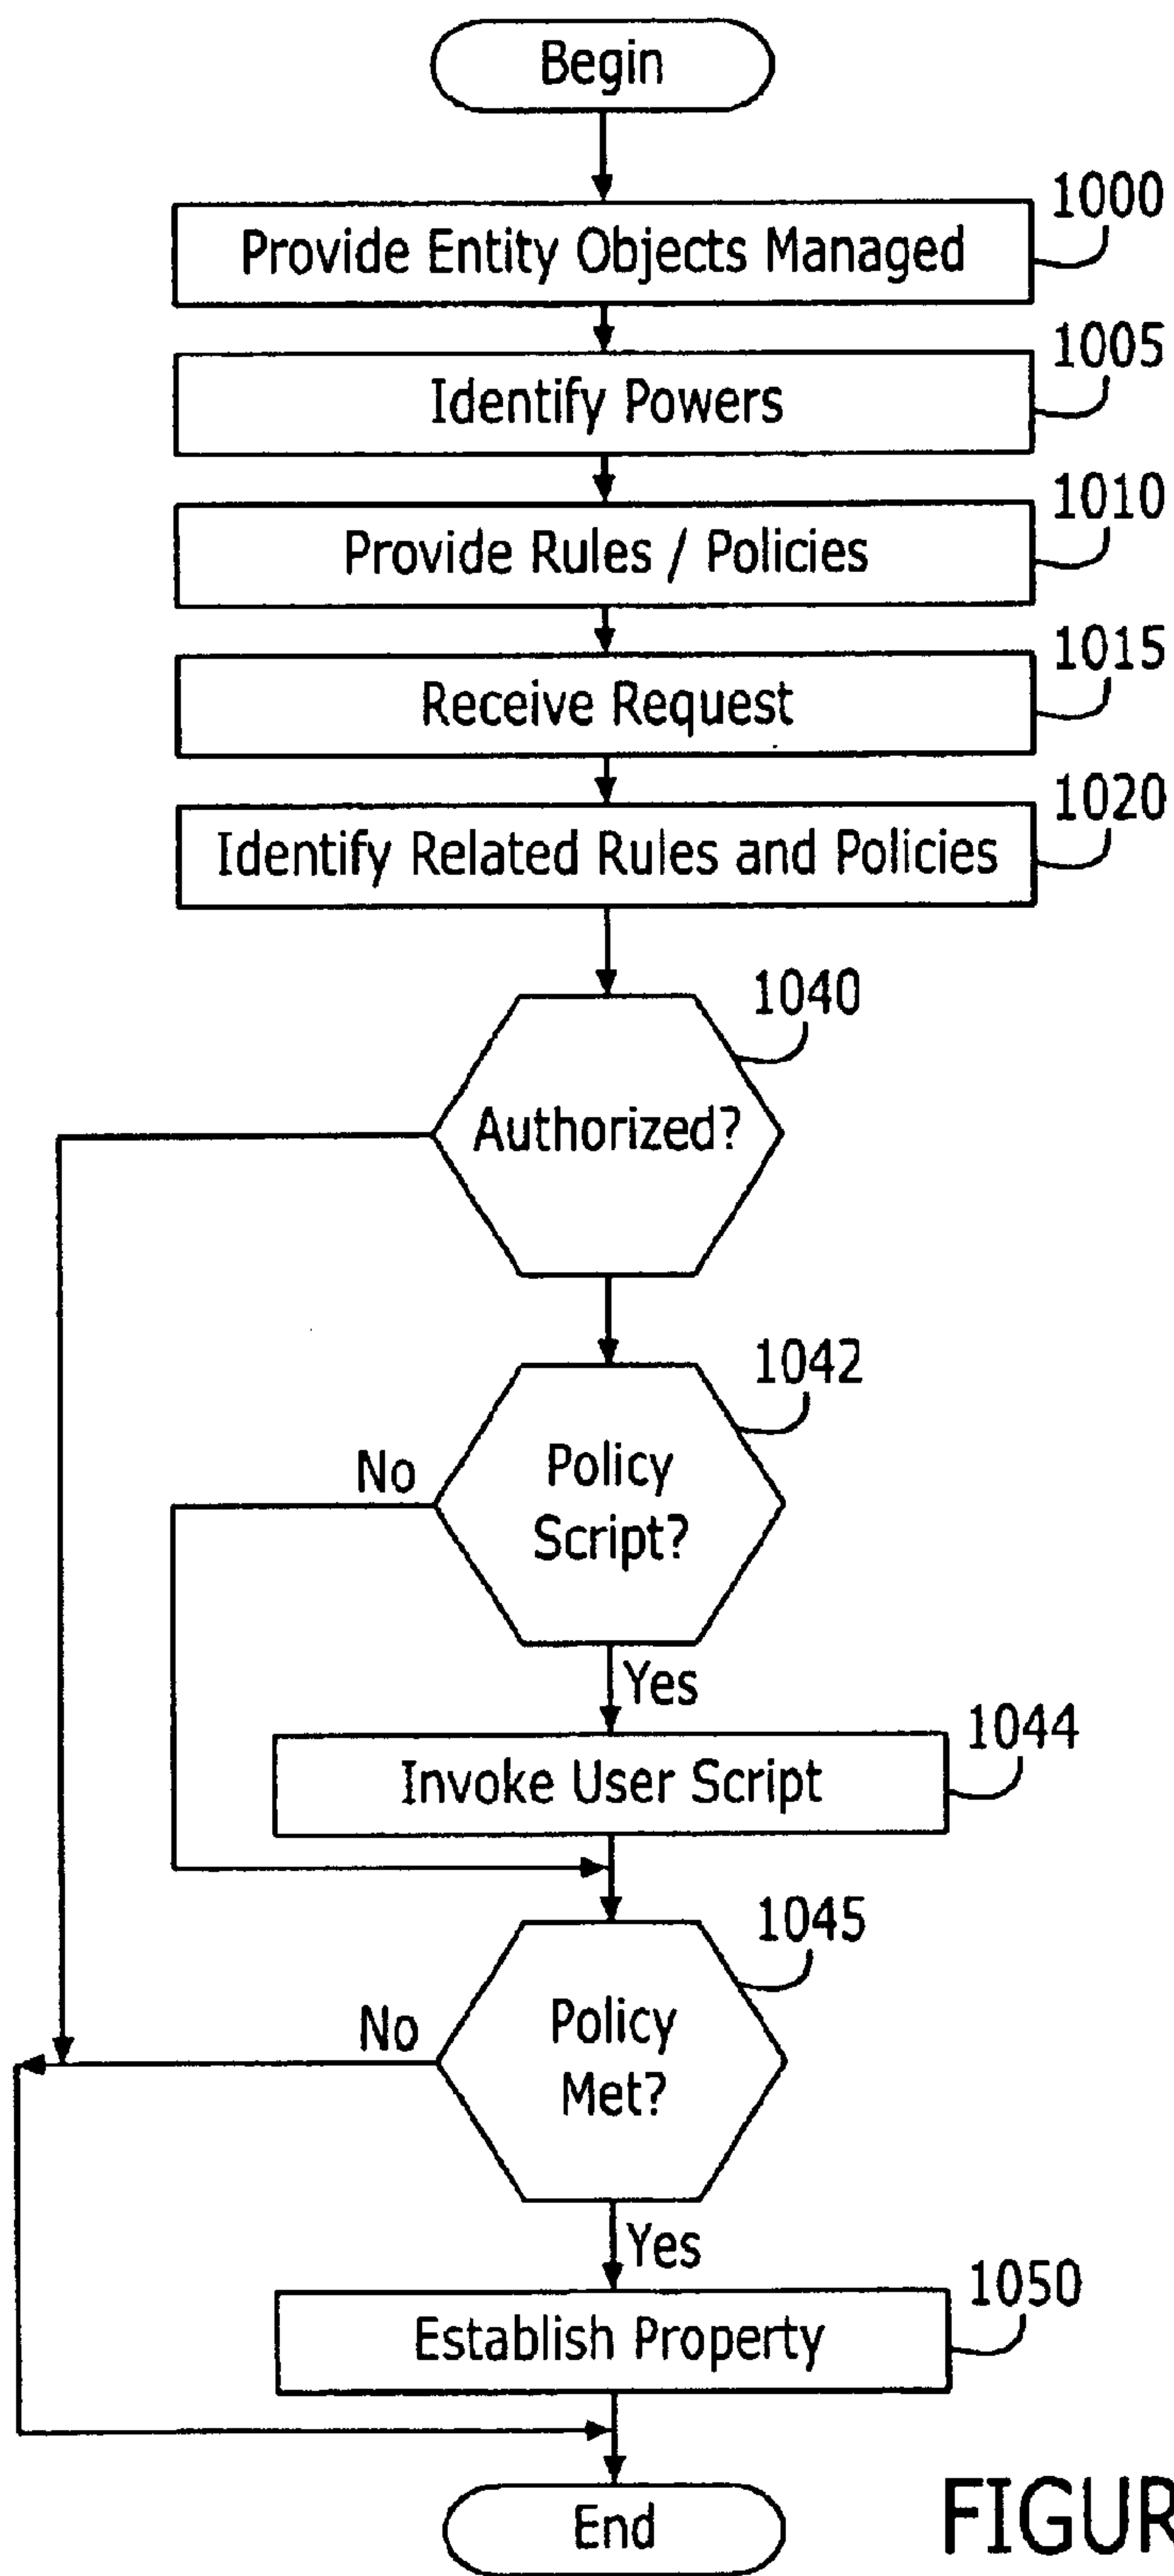 Begin
1000
Provide Entity Objects Managed
1005
Identify Powers
1010
Provide Rules / Policies
1015
Receive Request
1020
Identify Related Rules and Policies
1040
Authorized?
1042
No
Policy
Script?
Yes
1044
Invoke User Script
1045
No
Policy
Met?
Yes
1050
Establish Property
End
FIGUR